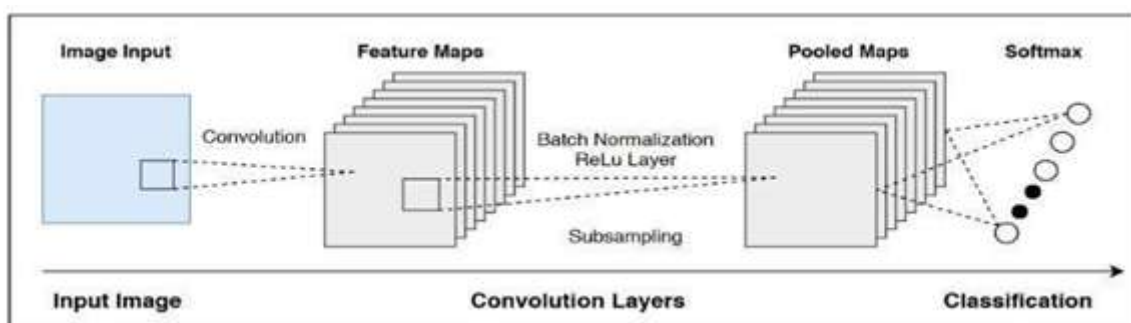 Image Input
Feature Maps
Pooled Maps
Softmax
Convolution
Batch Normalization
ReLu Layer
Subsampling
Input Image
Convolution Layers
Classification